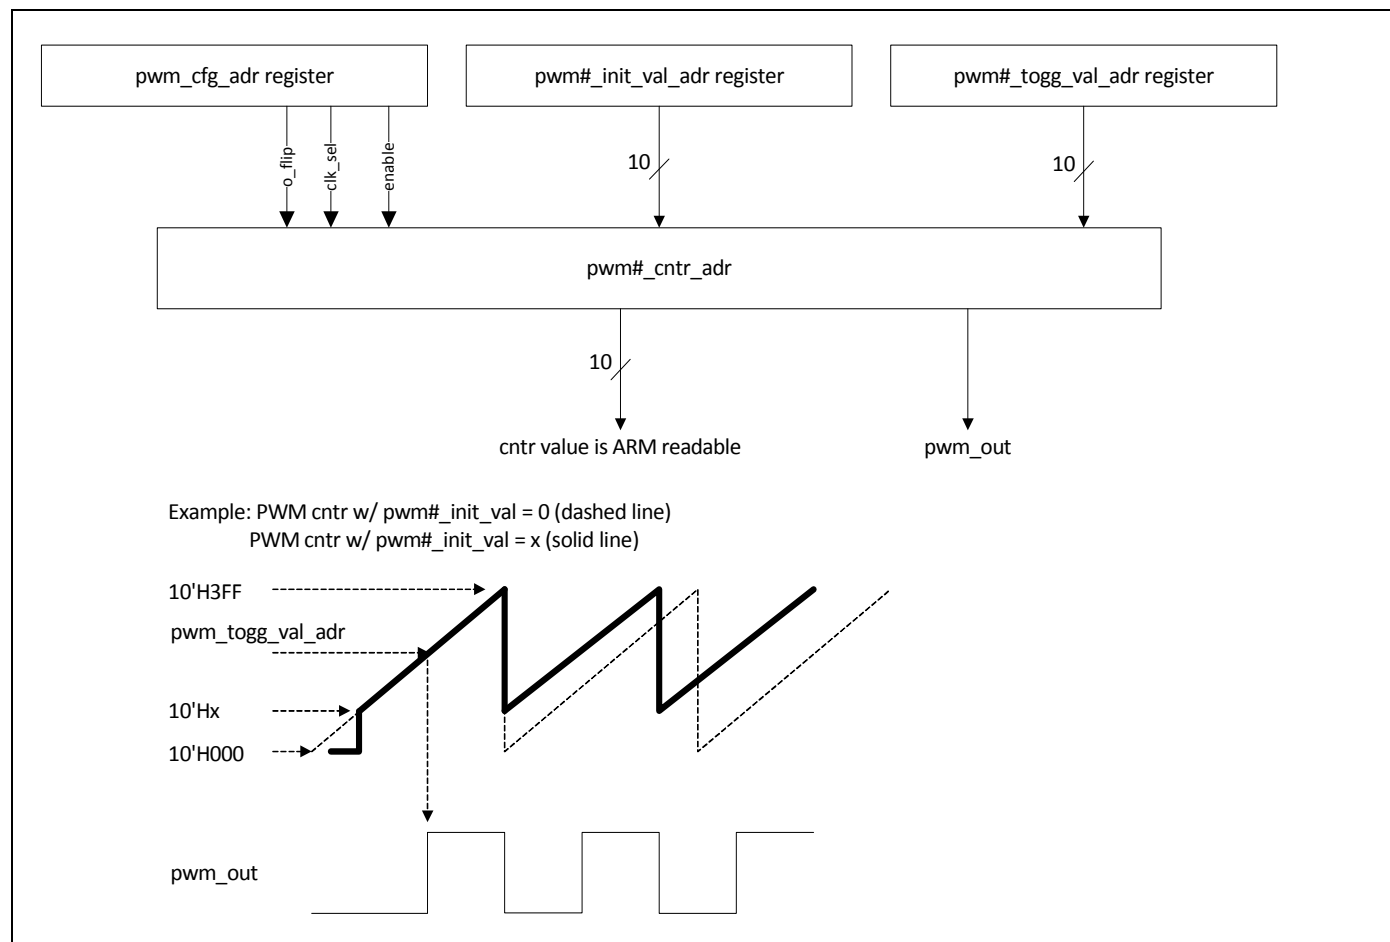 pwm_cfg_adr register
pwm#_init_val_adr register
pwm#_togg_val_adr register
o_flip
clk_sel
enable
10
10
pwm#_cntr_adr
10
cntr value is ARM readable
pwm_out
Example: PWM cntr w/ pwm#_init_val = 0 (dashed line)
PWM cntr w/ pwm#_init_val = x (solid line)
10'H3FF
pwm_togg_val_adr
10'Hx
10'H000
pwm_out